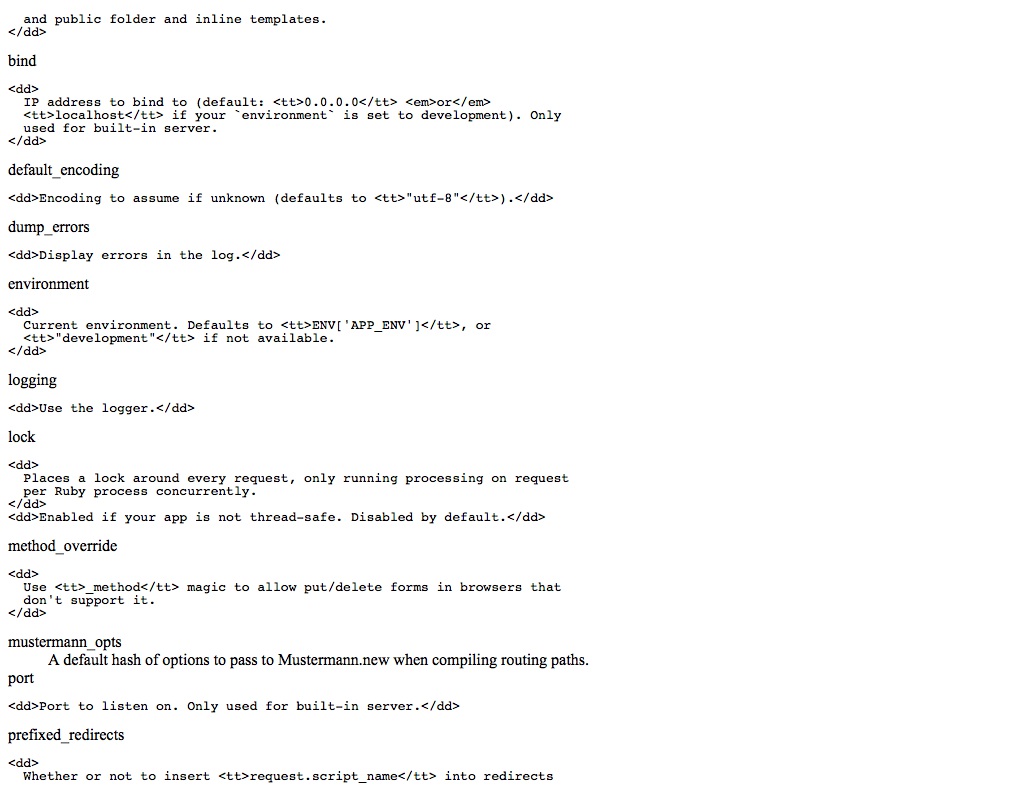 and public folder and inline templates.
</dd>
bind
<dd>
IP address to bind to (default: <tt>0.0.0.0</tt> <em>or</em>
<tt>localhost</tt> if your `environment` is set to development). Only
used for built-in server.
</dd>
default_encoding
<dd>Encoding to assume if unknown (defaults to <tt>"utf-8"</tt>).</dd>
dump_errors
<dd>Display errors in the log.</dd>
environment
<dd>
Current environment. Defaults to <tt>ENV['APP_ENV']</tt>, or
<tt>"development"</tt> if not available.
</dd>
logging
<dd>Use the logger.</dd>
lock
<dd>
Places a lock around every request, only running processing on request
per Ruby process concurrently.
</dd>
<dd>Enabled if your app is not thread-safe. Disabled by default.</dd>
method_override
<dd>
Use <tt>_method</tt> magic to allow put/delete forms in browsers that
don't support it.
</dd>
mustermann_opts
A default hash of options to pass to Mustermann.new when compiling routing paths.
port
<dd>Port to listen on. Only used for built-in server.</dd>
prefixed_redirects
<dd>
Whether or not to insert <tt>request.script_name</tt> into redirects